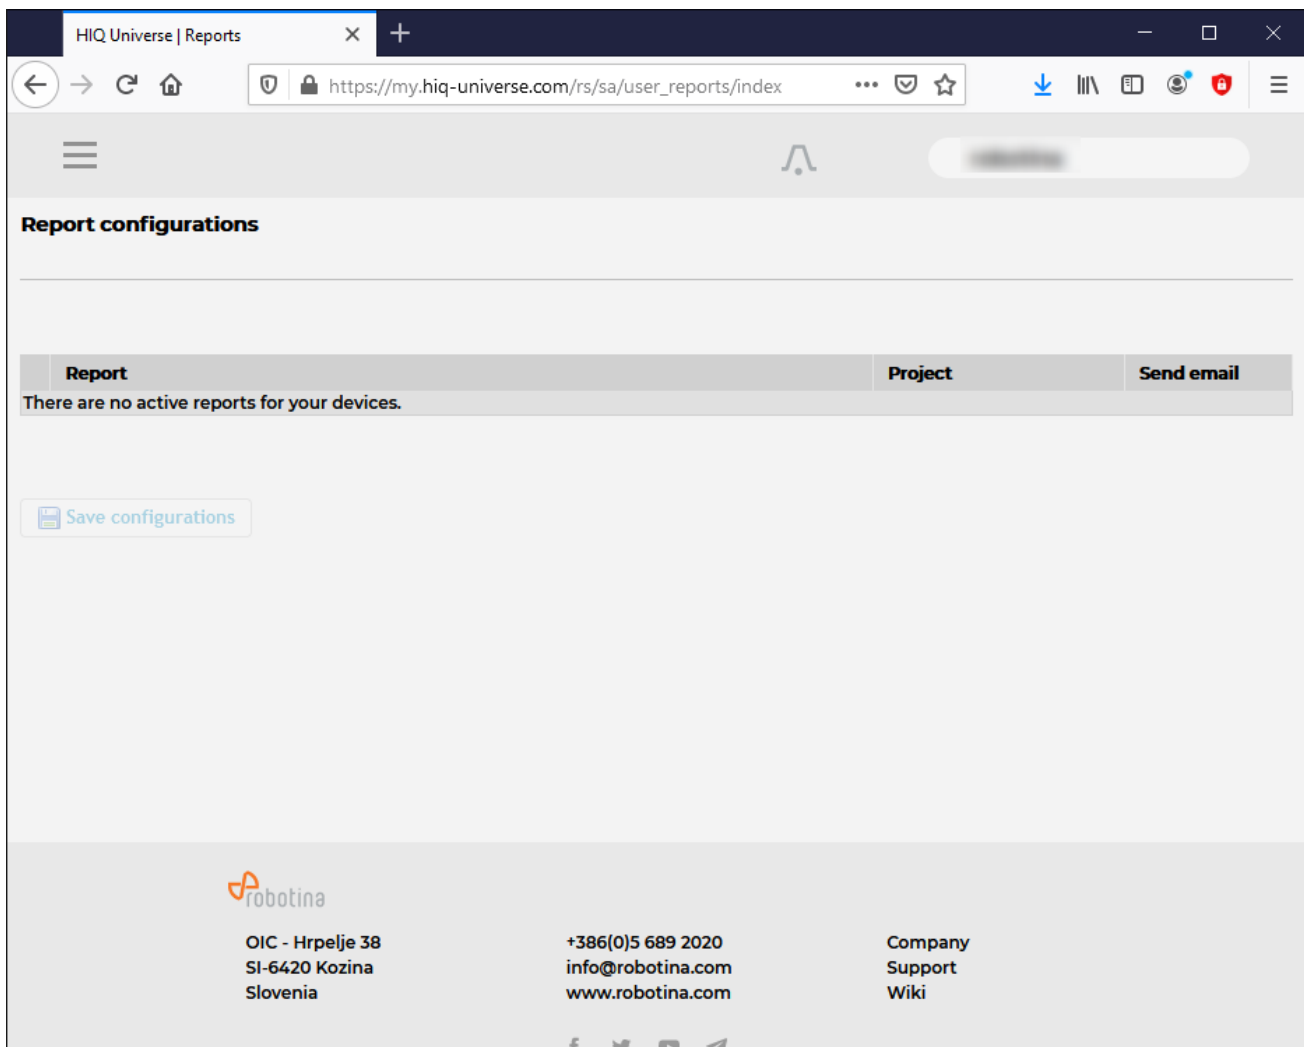 HIQ Universe | Reports
https://my.hiq-universe.com/rs/sa/user_reports/index
Report configurations
Report Project Send email
There are no active reports for your devices.
Save configurations
robotina
OIC - Hrpelje 38
SI-6420 Kozina
Slovenia
+386(0)5 689 2020
info@robotina.com
www.robotina.com
Company
Support
Wiki